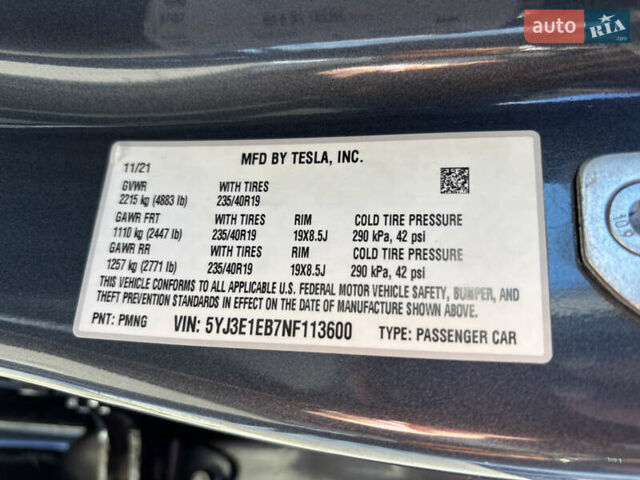 auto RIA
.com
MFD BY TESLA, INC.
11/21
GVWR WITH TIRES
2215 kg (4883 lb) 235/40R19
GAWR FRT WITH TIRES RIM COLD TIRE PRESSURE
1110 kg (2447 lb) 235/40R19 19X8.5J 290 kPa, 42 psi
GAWR RR WITH TIRES RIM COLD TIRE PRESSURE
1257 kg (2771 lb) 235/40R19 19X8.5J 290 kPa, 42 psi
THIS VEHICLE CONFORMS TO ALL APPLICABLE U.S. FEDERAL MOTOR VEHICLE SAFETY, BUMPER, AND
THEFT PREVENTION STANDARDS IN EFFECT ON THE DATE OF MANUFACTURE SHOWN ABOVE.
PNT: PMNG VIN: 5YJ3E1EB7NF113600 TYPE: PASSENGER CAR